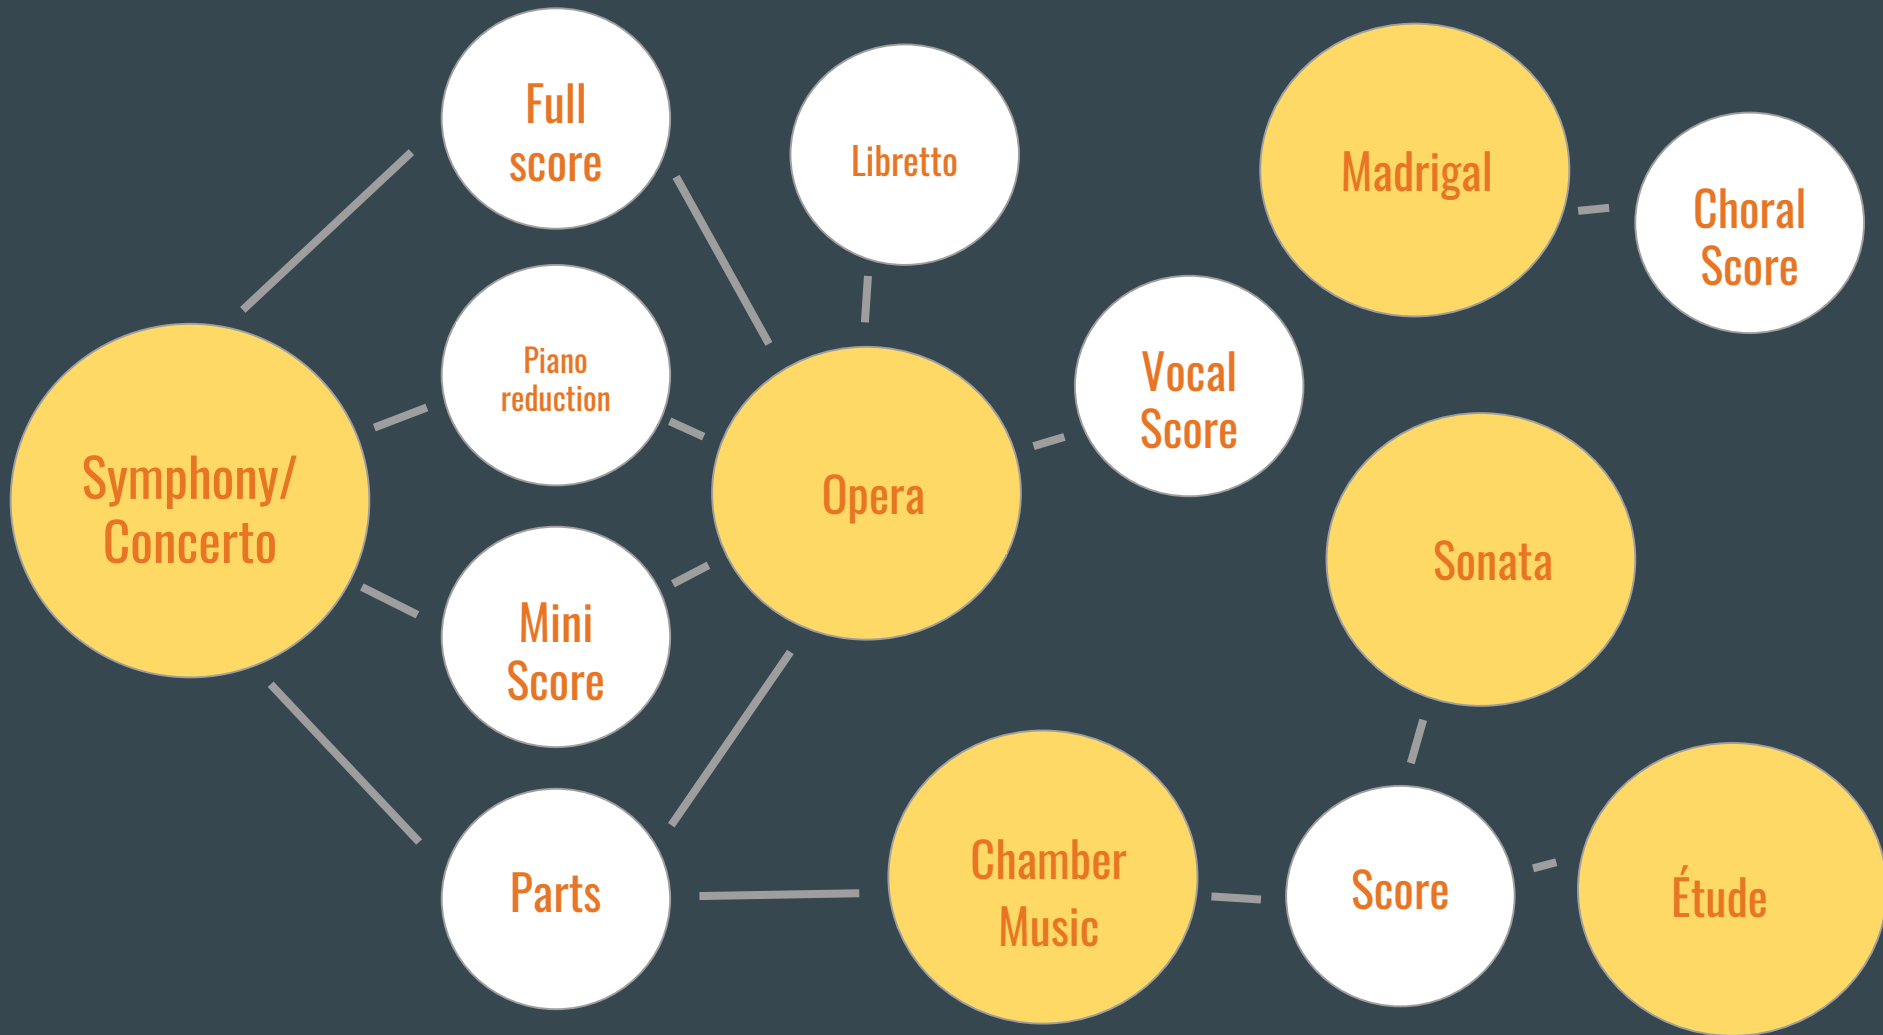 Full
score
Libretto
Madrigal
Choral
Score
Piano
reduction
Vocal
Score
Symphony/
Concerto
Opera
Sonata
Mini
Score
Parts
Chamber
Music
Score
Étude